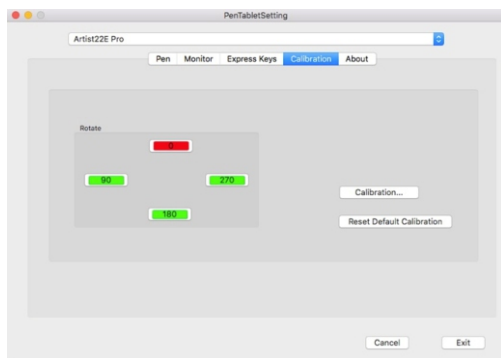 PenTabletSetting
Artist22E Pro
Pen Monitor Express Keys Calibration About
Rotate
0
90 270
180
Calibration...
Reset Default Calibration
Cancel Exit